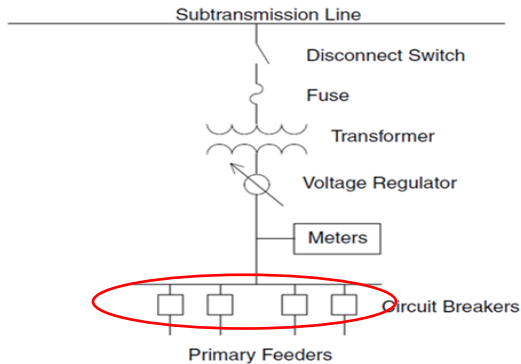 Subtransmission Line
Disconnect Switch
Fuse
Transformer
Voltage Regulator
Meters
Circuit Breakers
Primary Feeders